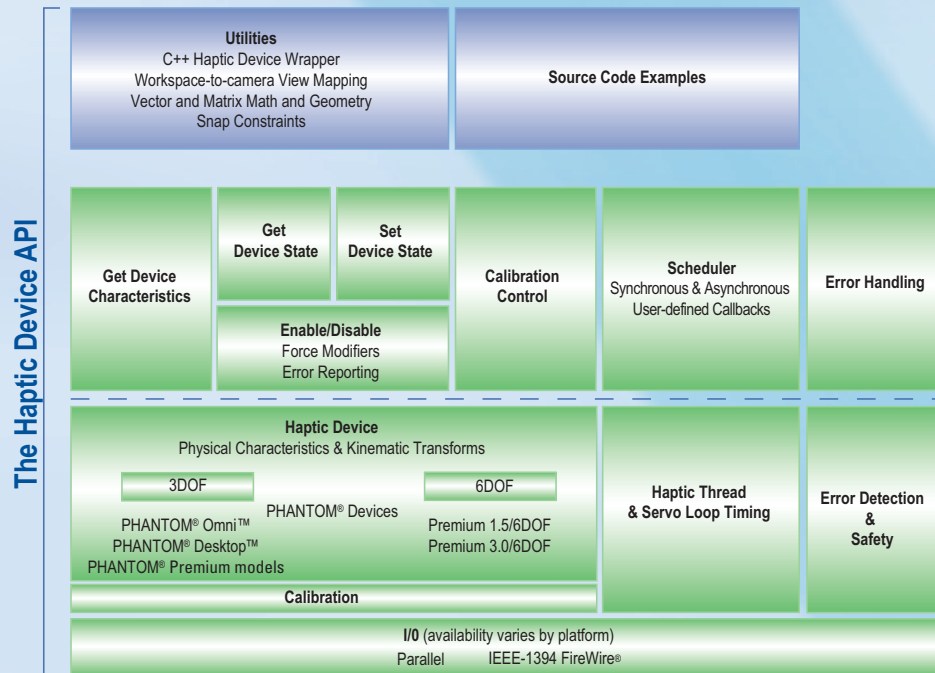 The Haptic Device API
Utilities
C++ Haptic Device Wrapper
Workspace-to-camera View Mapping
Vector and Matrix Math and Geometry
Snap Constraints
Source Code Examples
Get Device
Characteristics
Get
Device State
Set
Device State
Enable/Disable
Force Modifiers
Error Reporting
Calibration
Control
Scheduler
Synchronous & Asynchronous
User-defined Callbacks
Error Handling
Haptic Device
Physical Characteristics & Kinematic Transforms
3DOF
PHANTOM® Devices
6DOF
PHANTOM® Omni™
PHANTOM® Desktop™
PHANTOM® Premium models
Premium 1.5/6DOF
Premium 3.0/6DOF
Haptic Thread
& Servo Loop Timing
Error Detection
&
Safety
Calibration
I/0 (availability varies by platform)
Parallel IEEE-1394 FireWire®